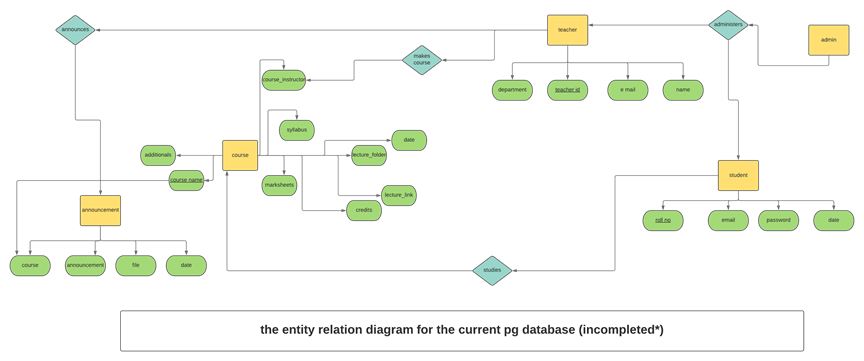 announces
teacher
administers
admin
makes
course
course_instructor
department
teacher id
e mail
name
syllabus
date
additionals
course
lecture_folder
course name
marksheets
lecture_link
credits
student
announcement
roll no
email
password
date
course
announcement
file
date
studies
the entity relation diagram for the current pg database (incompleted*)